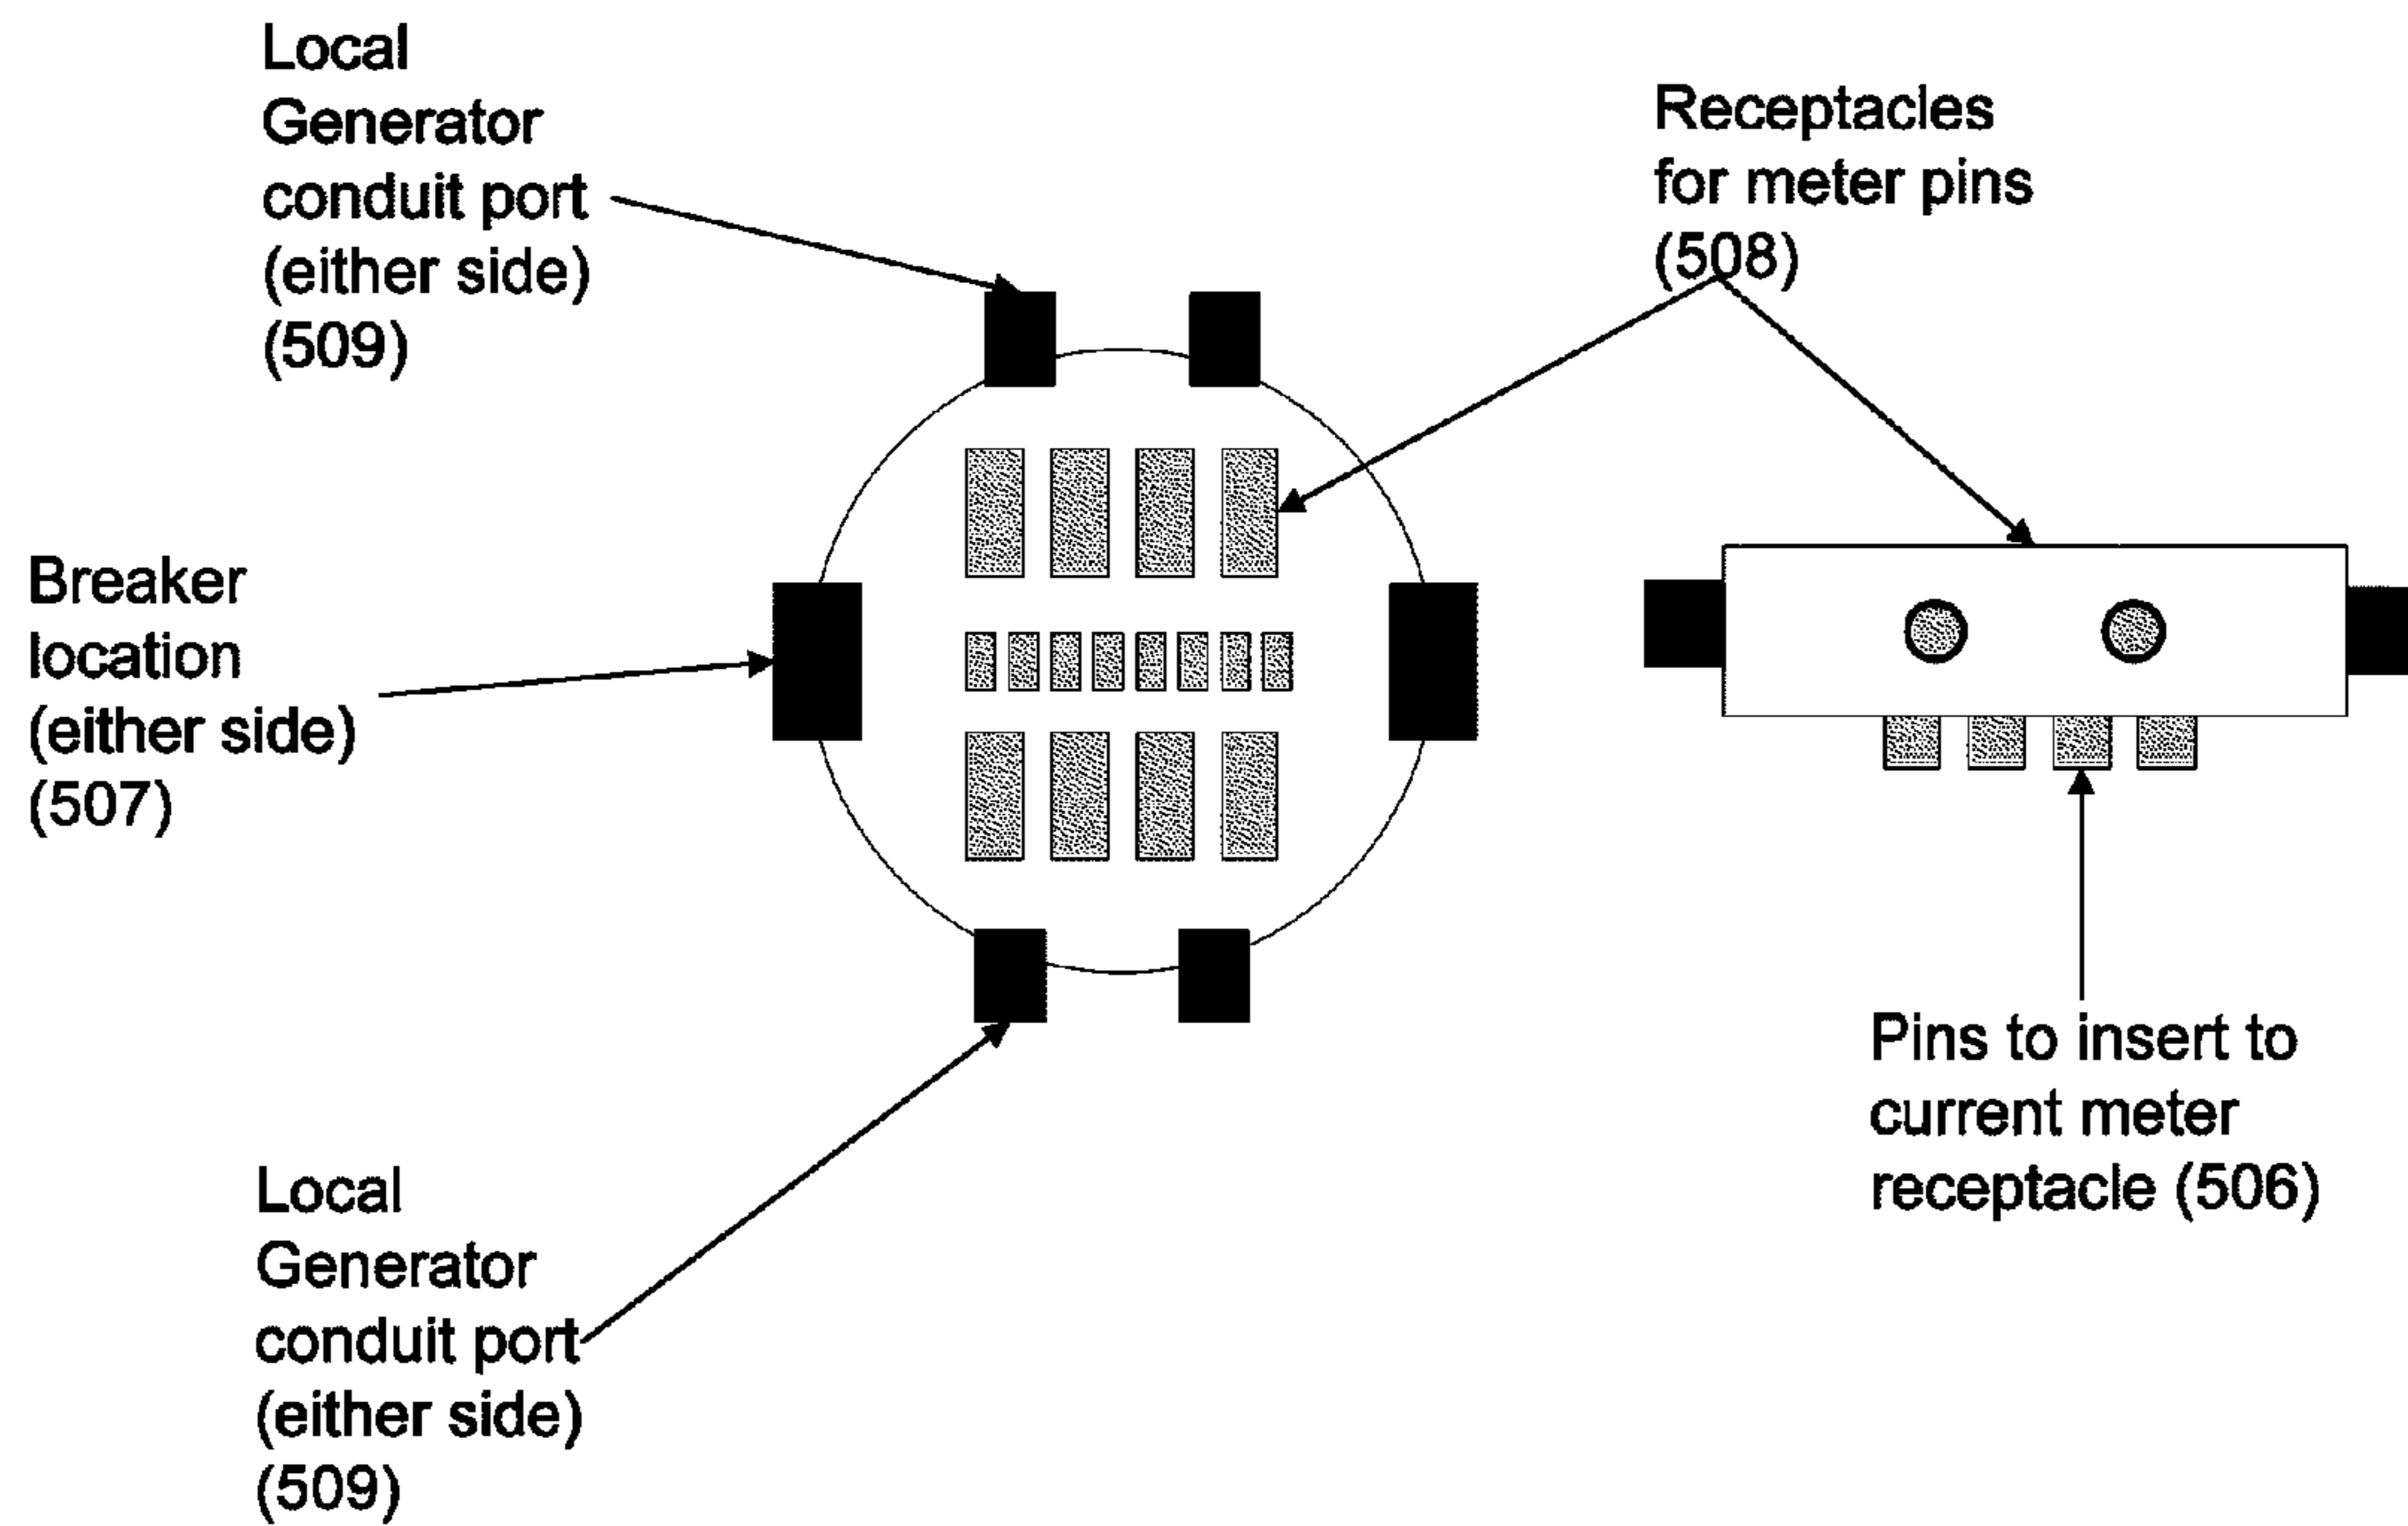 Local
Generator
conduit port
(either side)
(509)
Receptacles
for meter pins
(508)
Breaker
location
(either side)
(507)
Pins to insert to
current meter
receptacle (506)
Local
Generator
conduit port
(either side)
(509)